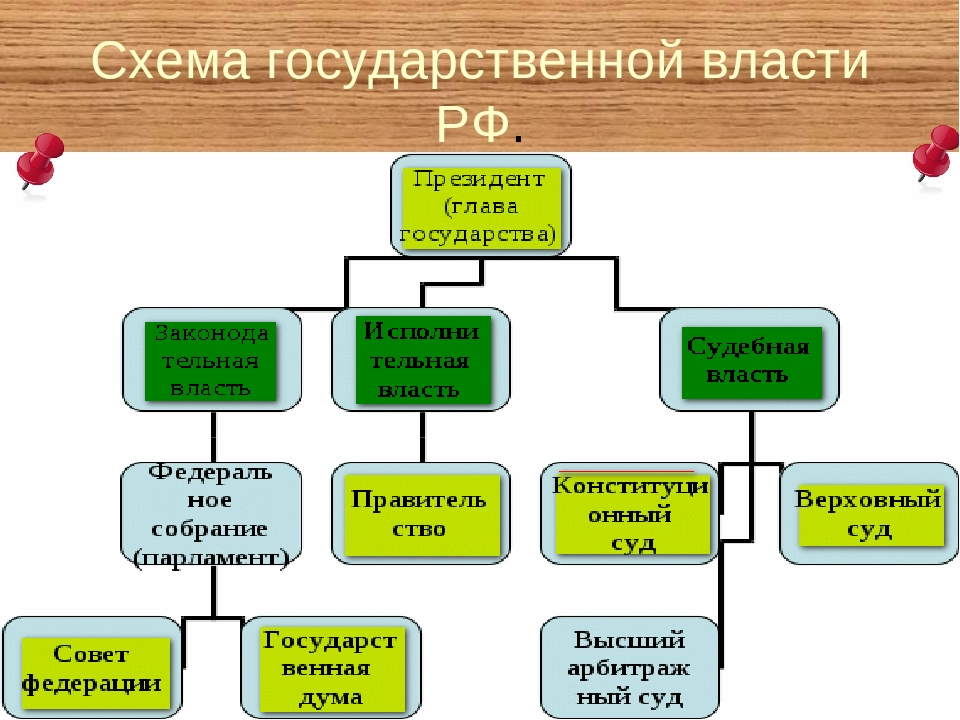 Схема государственной власти
РФ.
Президент
(глава
государства)
Законода
тельная
власть
Исполни
тельная
власть
Судебная
власть
Федераль
ное
собрание
(парламент)
Правитель
ство
Конституци
онный
суд
Верховный
суд
Совет
федерации
Государст
венная
дума
Высший
арбитраж
ный суд